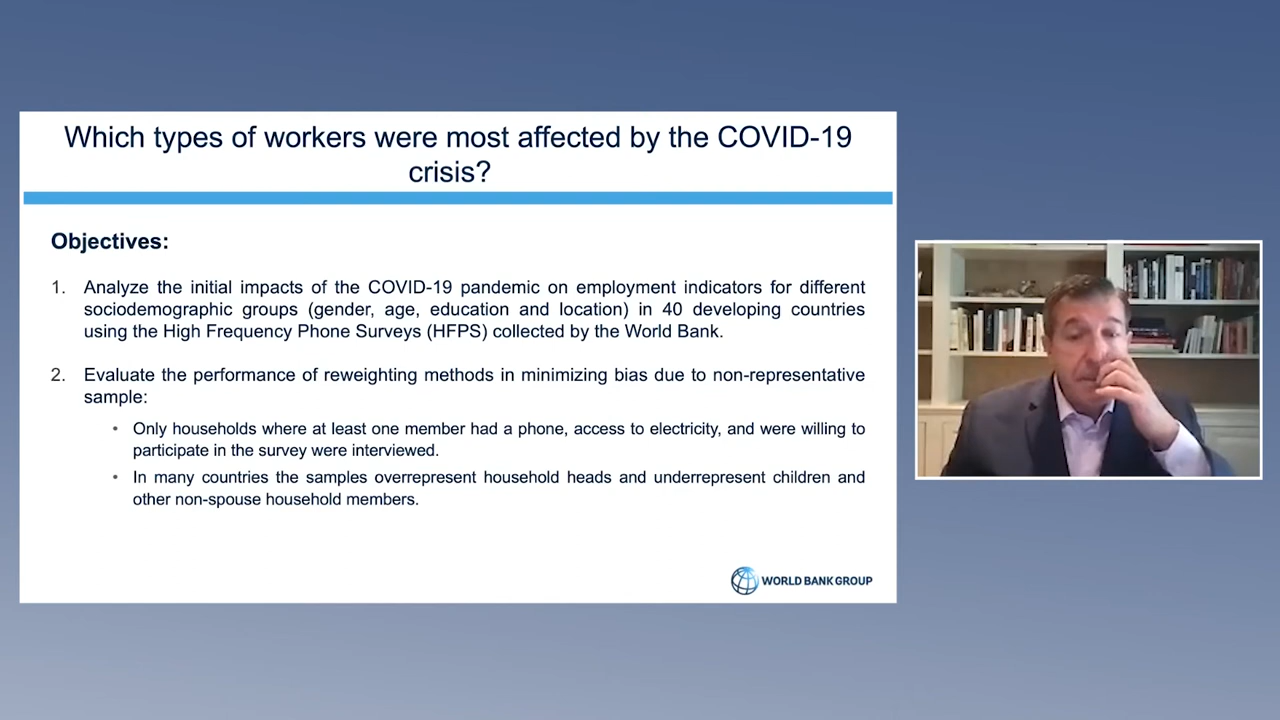 Which types of workers were most affected by the COVID-19
crisis?
Objectives:
1. Analyze the initial impacts of the COVID-19 pandemic on employment indicators for different
sociodemographic groups (gender, age, education and location) in 40 developing countries
using the High Frequency Phone Surveys (HFPS) collected by the World Bank.
2. Evaluate the performance of reweighting methods in minimizing bias due to non-representative
sample:
• Only households where at least one member had a phone, access to electricity, and were willing to
participate in the survey were interviewed.
• In many countries the samples overrepresent household heads and underrepresent children and
other non-spouse household members.
WORLD BANK GROUP